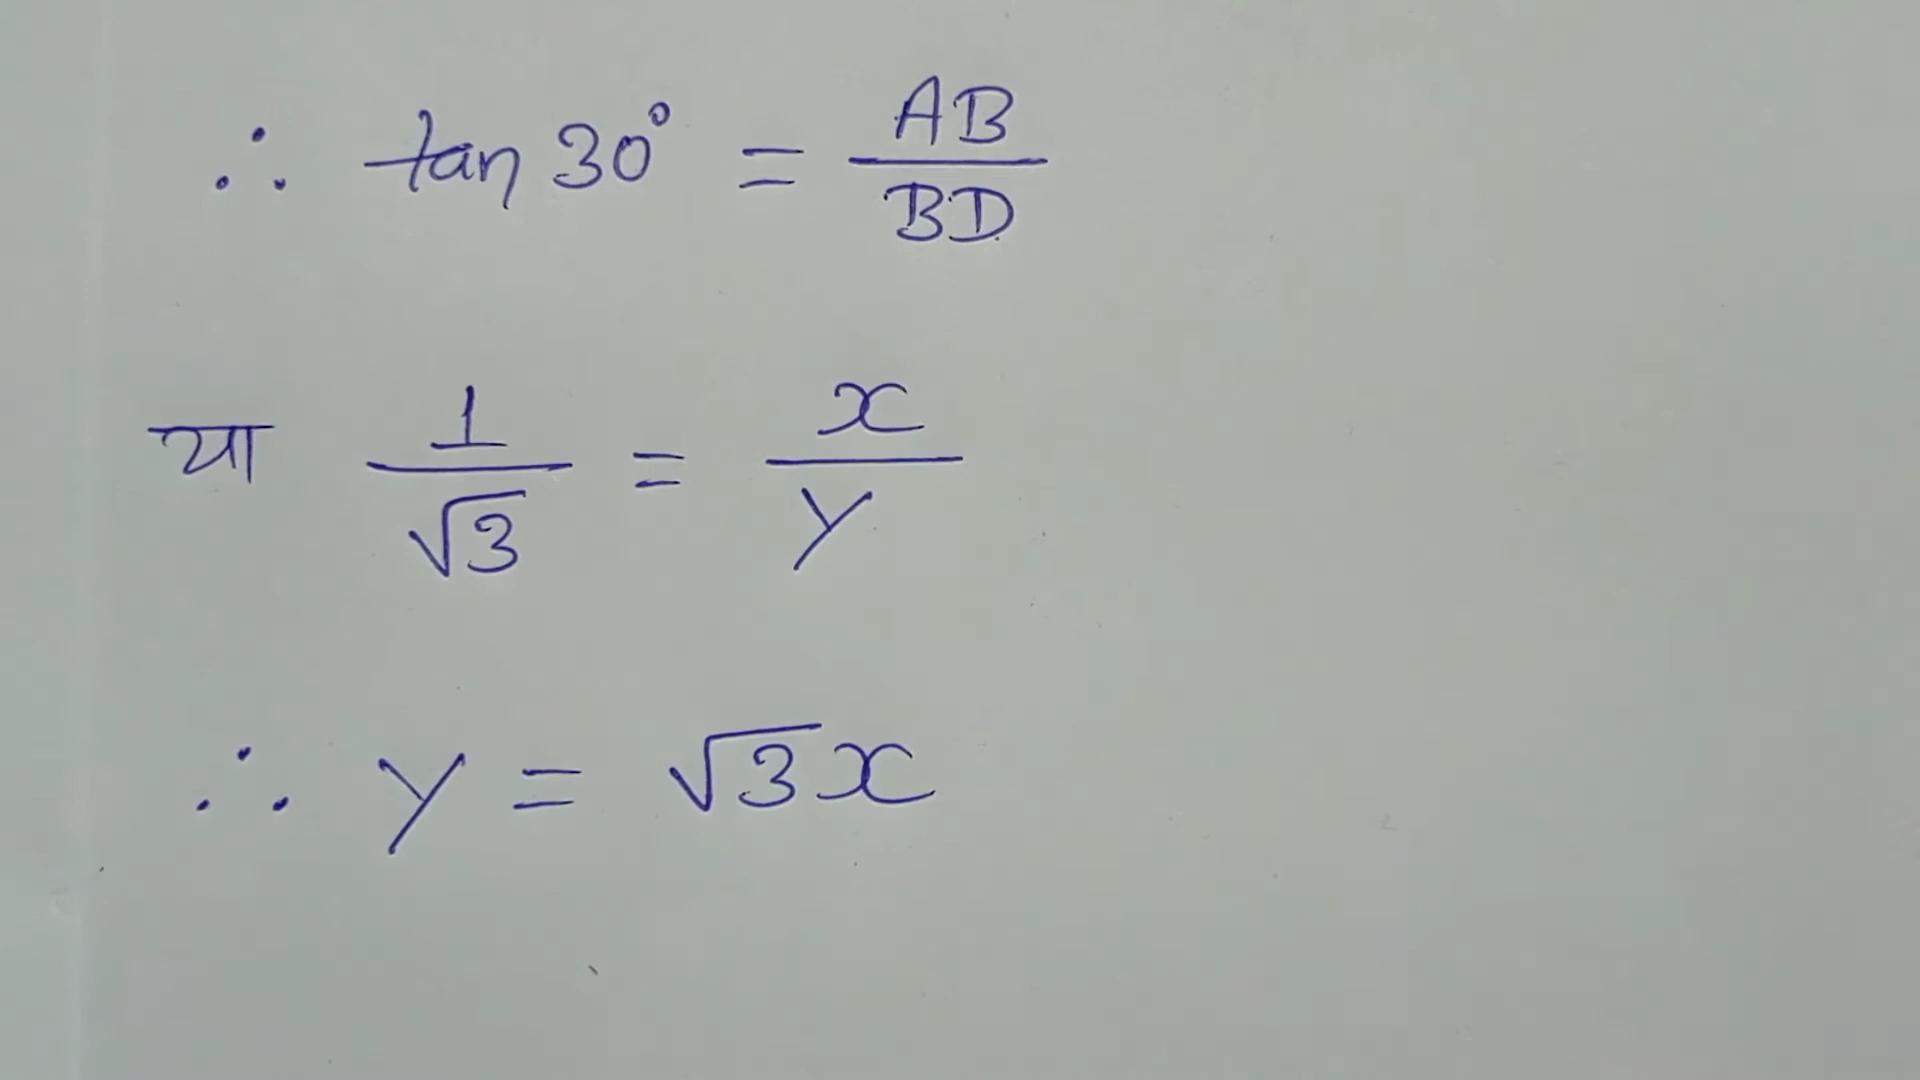 ∴ tan 30° = AB/BD
या 1/√3 = x/y
∴ y = √3x